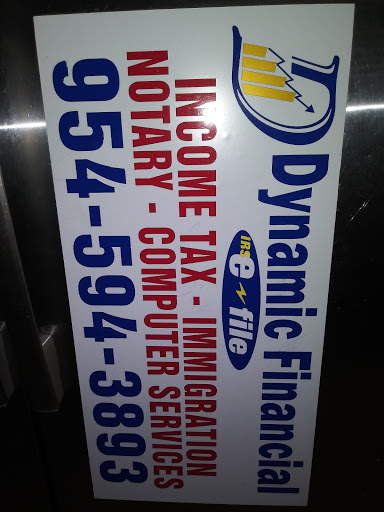 D Dynamic Financial
IRS e file
INCOME TAX - IMMIGRATION
NOTARY - COMPUTER SERVICES
954-594-3893